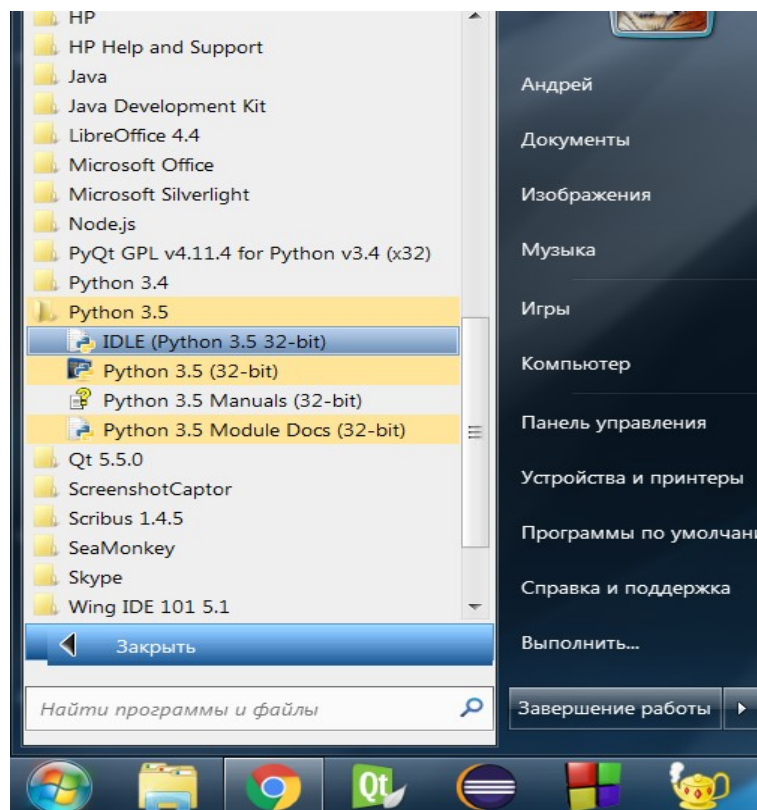 HP
HP Help and Support
Java
Java Development Kit
LibreOffice 4.4
Microsoft Office
Microsoft Silverlight
Node.js
PyQt GPL v4.11.4 for Python v3.4 (x32)
Python 3.4
Python 3.5
IDLE (Python 3.5 32-bit)
Python 3.5 (32-bit)
Python 3.5 Manuals (32-bit)
Python 3.5 Module Docs (32-bit)
Qt 5.5.0
ScreenshotCaptor
Scribus 1.4.5
SeaMonkey
Skype
Wing IDE 101 5.1
Закрыть
Найти программы и файлы
Андрей
Документы
Изображения
Музыка
Игры
Компьютер
Панель управления
Устройства и принтеры
Программы по умолчани
Справка и поддержка
Выполнить...
Завершение работы
Qt